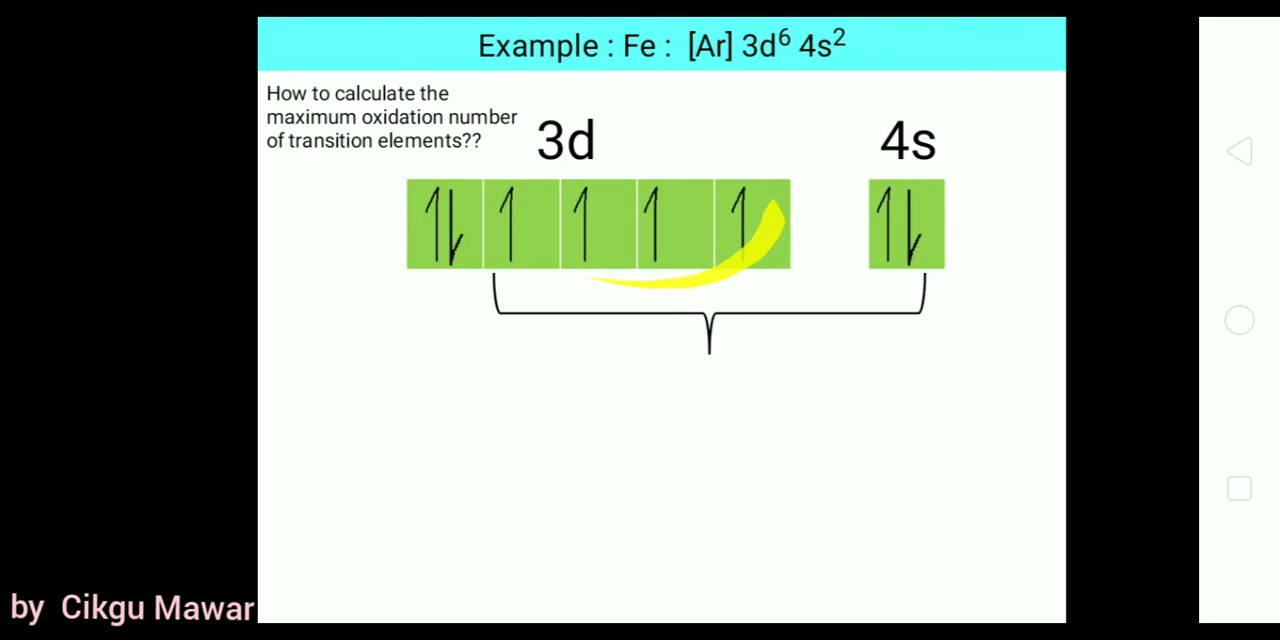 Example : Fe : [Ar] 3d⁶ 4s²
How to calculate the
maximum oxidation number
of transition elements??
3d
4s
by Cikgu Mawar